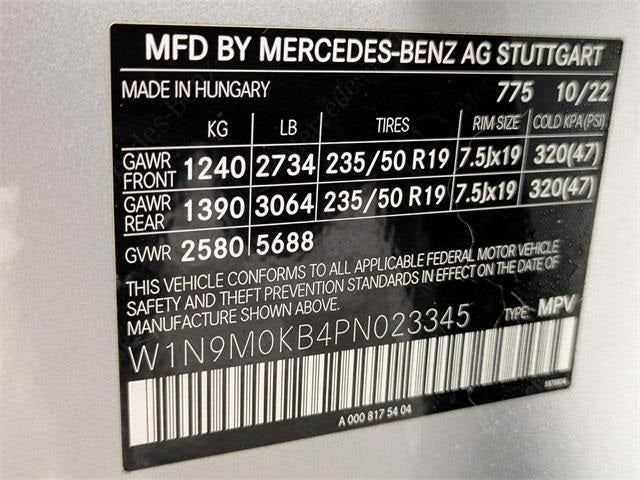 MFD BY MERCEDES-BENZ AG STUTTGART
MADE IN HUNGARY 775 10/22
KG LB TIRES RIM SIZE COLD KPA(PSI)
GAWR FRONT 1240 2734 235/50 R19 7.5Jx19 320(47)
GAWR REAR 1390 3064 235/50 R19 7.5Jx19 320(47)
GVWR 2580 5688
THIS VEHICLE CONFORMS TO ALL APPLICABLE FEDERAL MOTOR VEHICLE
SAFETY AND THEFT PREVENTION STANDARDS IN EFFECT ON THE DATE OF
MANUFACTURE SHOWN ABOVE.
W1N9M0KB4PN023345 TYPE: MPV
A 000 817 54 04